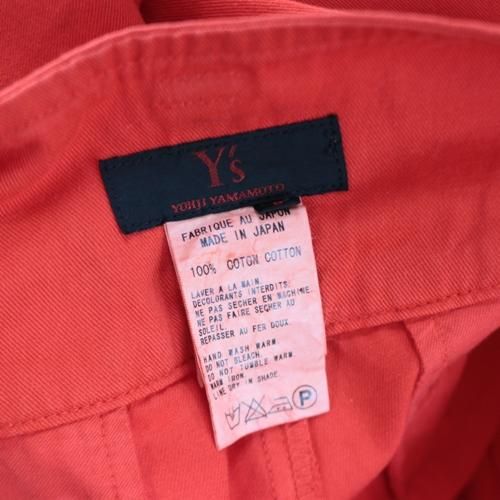 Y's
YOHJI YAMAMOTO
FABRIQUE AU JAPON
MADE IN JAPAN
100% COTON COTTON
LAVER A LA MAIN.
DECOLORANTS INTERDITS.
NE PAS SECHER EN MACHINE.
NE PAS FAIRE SECHER AU
SOLEIL.
REPASSER AU FER DOUX.
HAND WASH WARM.
DO NOT BLEACH.
DO NOT TUMBLE WARM.
WARM IRON.
LINE DRY IN SHADE.
P